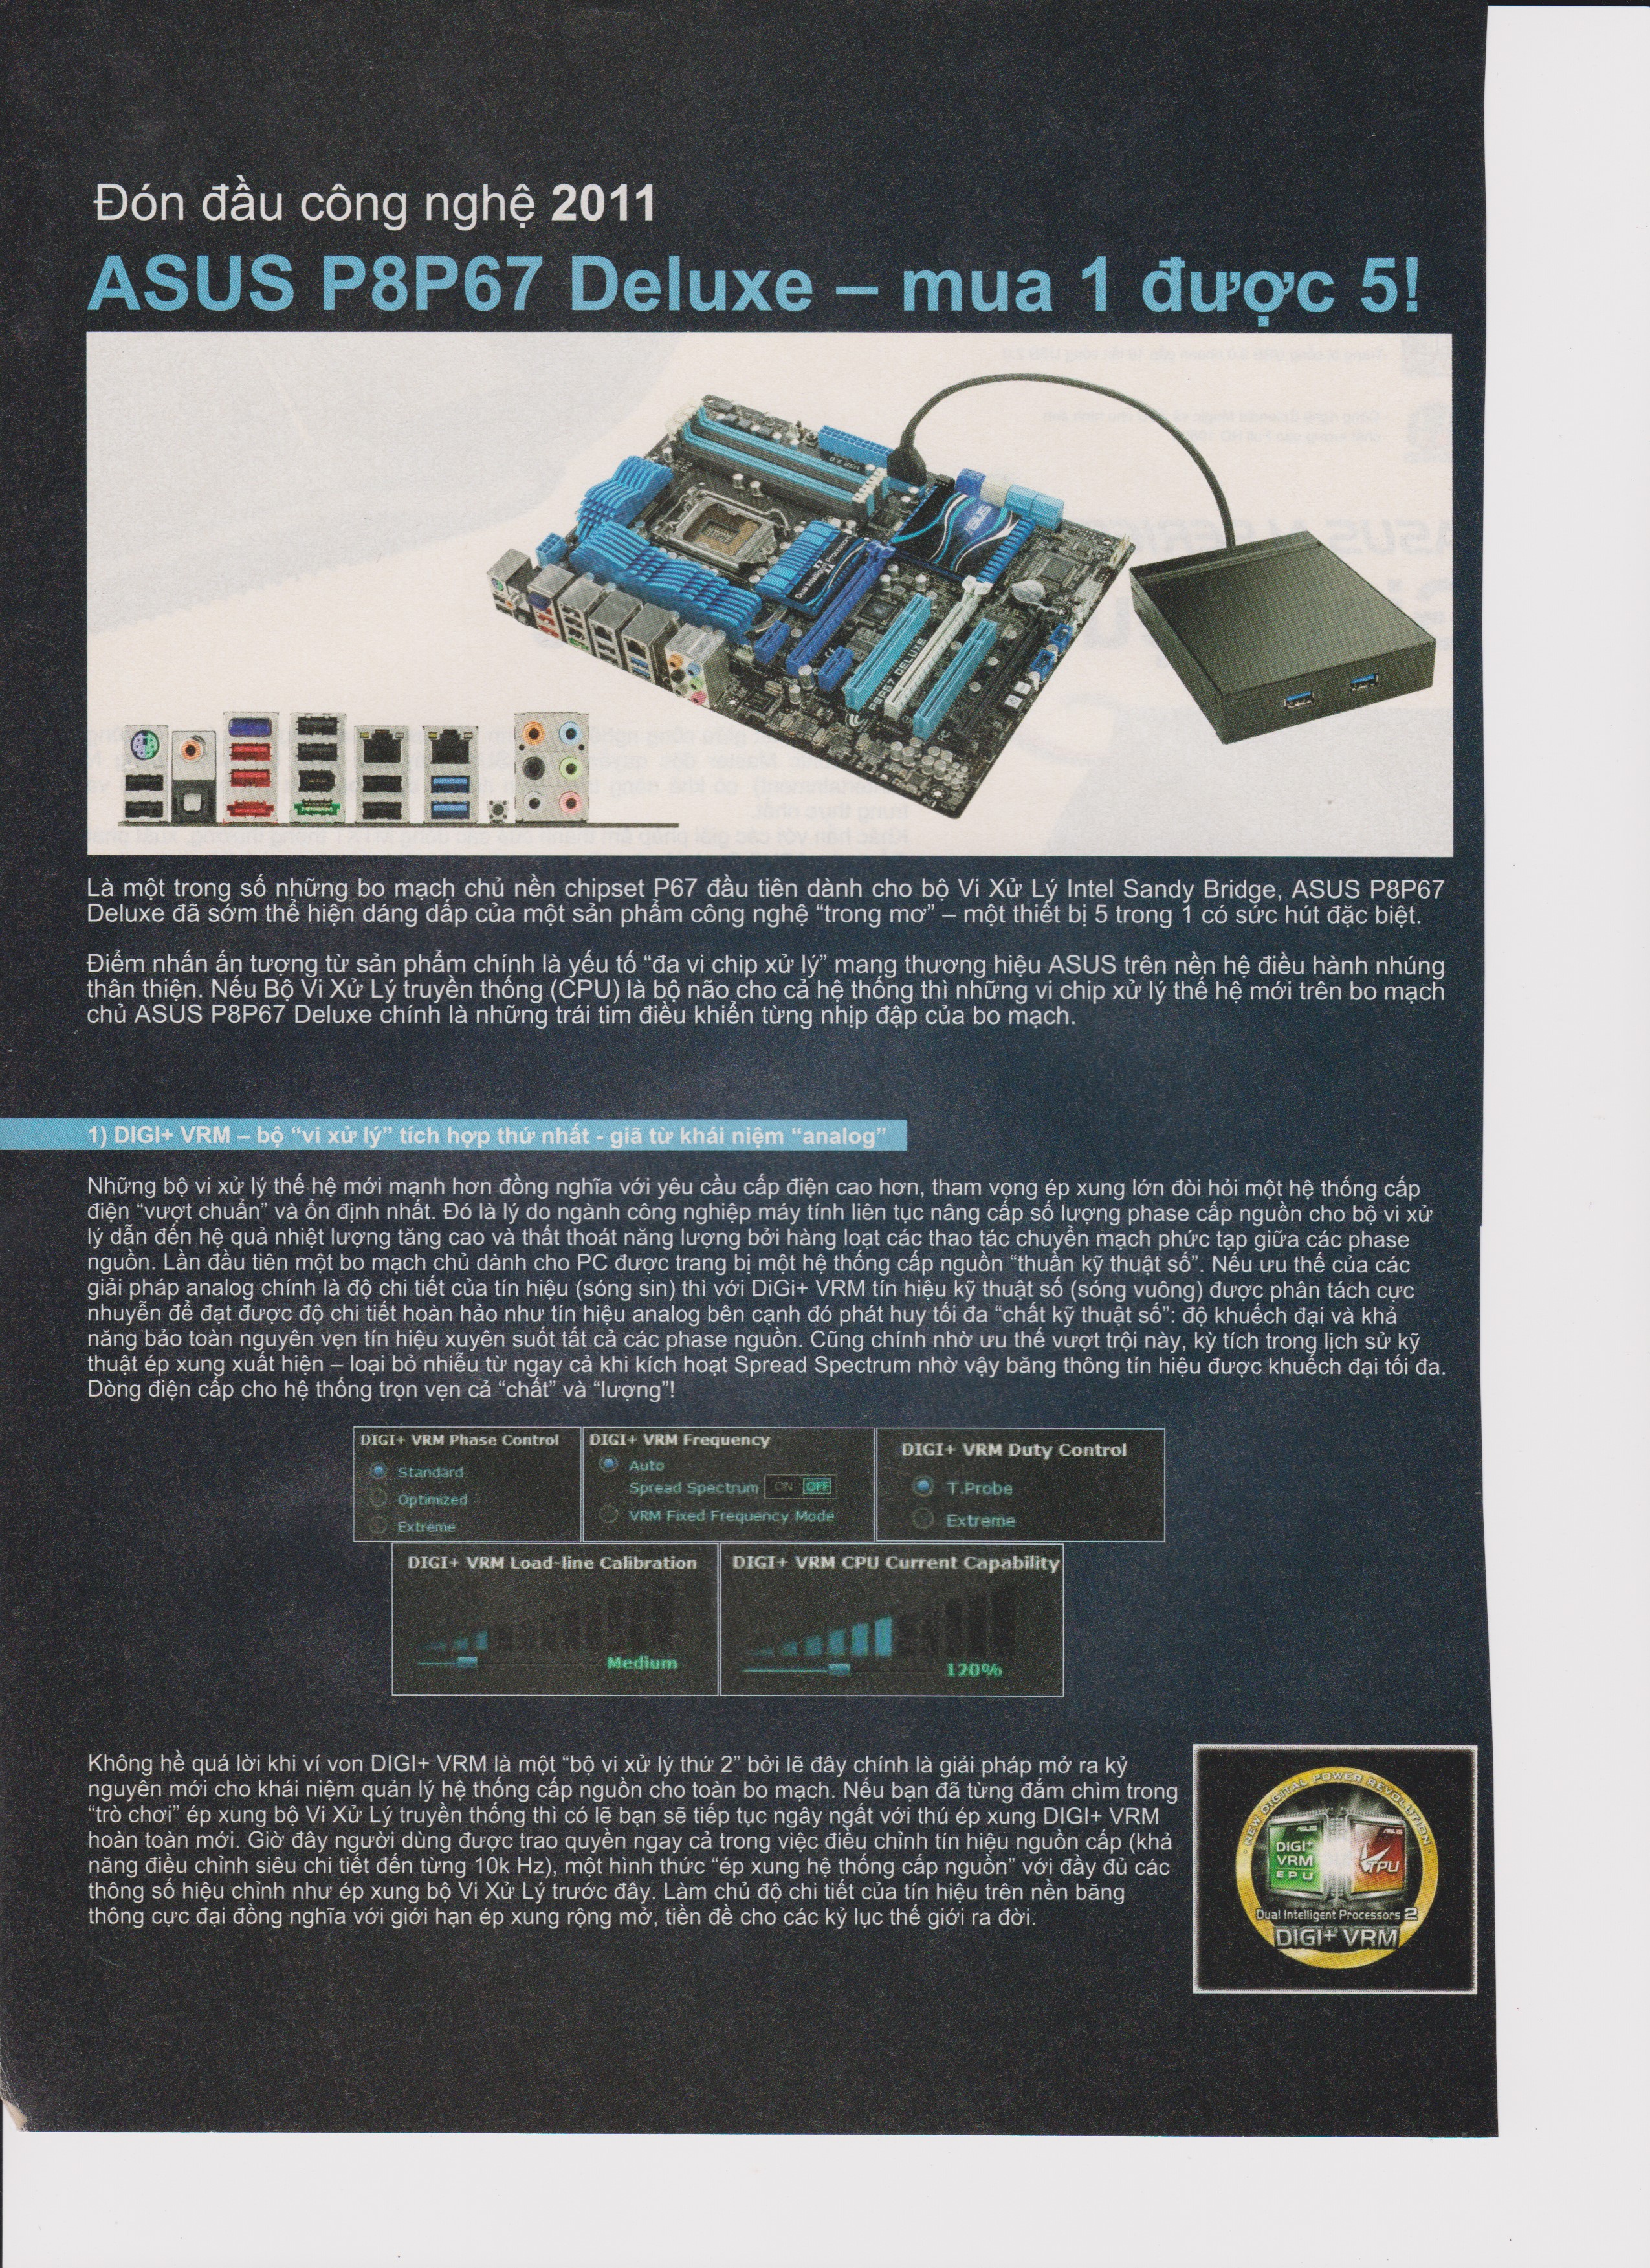 Đón đầu công nghệ 2011
ASUS P8P67 Deluxe – mua 1 được 5!
USB 3.0
ASUS
Dual Intelligent Processors
P8P67 DELUXE
Là một trong số những bo mạch chủ nền chipset P67 đầu tiên dành cho bộ Vi Xử Lý Intel Sandy Bridge, ASUS P8P67
Deluxe đã sớm thể hiện dáng dấp của một sản phẩm công nghệ “trong mơ” – một thiết bị 5 trong 1 có sức hút đặc biệt.
Điểm nhấn ấn tượng từ sản phẩm chính là yếu tố “đa vi chip xử lý” mang thương hiệu ASUS trên nền hệ điều hành nhúng
thân thiện. Nếu Bộ Vi Xử Lý truyền thống (CPU) là bộ não cho cả hệ thống thì những vi chip xử lý thế hệ mới trên bo mạch
chủ ASUS P8P67 Deluxe chính là những trái tim điều khiển từng nhịp đập của bo mạch.
1) DIGI+ VRM – bộ “vi xử lý” tích hợp thứ nhất - giã từ khái niệm “analog”
Những bộ vi xử lý thế hệ mới mạnh hơn đồng nghĩa với yêu cầu cấp điện cao hơn, tham vọng ép xung lớn đòi hỏi một hệ thống cấp
điện “vượt chuẩn” và ổn định nhất. Đó là lý do ngành công nghiệp máy tính liên tục nâng cấp số lượng phase cấp nguồn cho bộ vi xử
lý dẫn đến hệ quả nhiệt lượng tăng cao và thất thoát năng lượng bởi hàng loạt các thao tác chuyển mạch phức tạp giữa các phase
nguồn. Lần đầu tiên một bo mạch chủ dành cho PC được trang bị một hệ thống cấp nguồn “thuần kỹ thuật số”. Nếu ưu thế của các
giải pháp analog chính là độ chi tiết của tín hiệu (sóng sin) thì với DiGi+ VRM tín hiệu kỹ thuật số (sóng vuông) được phân tách cực
nhuyễn để đạt được độ chi tiết hoàn hảo như tín hiệu analog bên cạnh đó phát huy tối đa “chất kỹ thuật số”: độ khuếch đại và khả
năng bảo toàn nguyên vẹn tín hiệu xuyên suốt tất cả các phase nguồn. Cũng chính nhờ ưu thế vượt trội này, kỳ tích trong lịch sử kỹ
thuật ép xung xuất hiện – loại bỏ nhiễu từ ngay cả khi kích hoạt Spread Spectrum nhờ vậy băng thông tín hiệu được khuếch đại tối đa.
Dòng điện cấp cho hệ thống trọn vẹn cả “chất” và “lượng”!
DIGI+ VRM Phase Control
Standard
Optimized
Extreme
DIGI+ VRM Frequency
Auto
Spread Spectrum ON OFF
VRM Fixed Frequency Mode
DIGI+ VRM Duty Control
T.Probe
Extreme
DIGI+ VRM Load-line Calibration
Medium
DIGI+ VRM CPU Current Capability
120%
Không hề quá lời khi ví von DIGI+ VRM là một “bộ vi xử lý thứ 2” bởi lẽ đây chính là giải pháp mở ra kỷ
nguyên mới cho khái niệm quản lý hệ thống cấp nguồn cho toàn bo mạch. Nếu bạn đã từng đắm chìm trong
“trò chơi” ép xung bộ Vi Xử Lý truyền thống thì có lẽ bạn sẽ tiếp tục ngây ngất với thú ép xung DIGI+ VRM
hoàn toàn mới. Giờ đây người dùng được trao quyền ngay cả trong việc điều chỉnh tín hiệu nguồn cấp (khả
năng điều chỉnh siêu chi tiết đến từng 10k Hz), một hình thức “ép xung hệ thống cấp nguồn” với đầy đủ các
thông số hiệu chỉnh như ép xung bộ Vi Xử Lý trước đây. Làm chủ độ chi tiết của tín hiệu trên nền băng
thông cực đại đồng nghĩa với giới hạn ép xung rộng mở, tiền đề cho các kỷ lục thế giới ra đời.
NEW DIGITAL POWER REVOLUTION
ASUS
DIGI+
VRM
EPU
ASUS
TPU
Dual Intelligent Processors 2
DIGI+ VRM